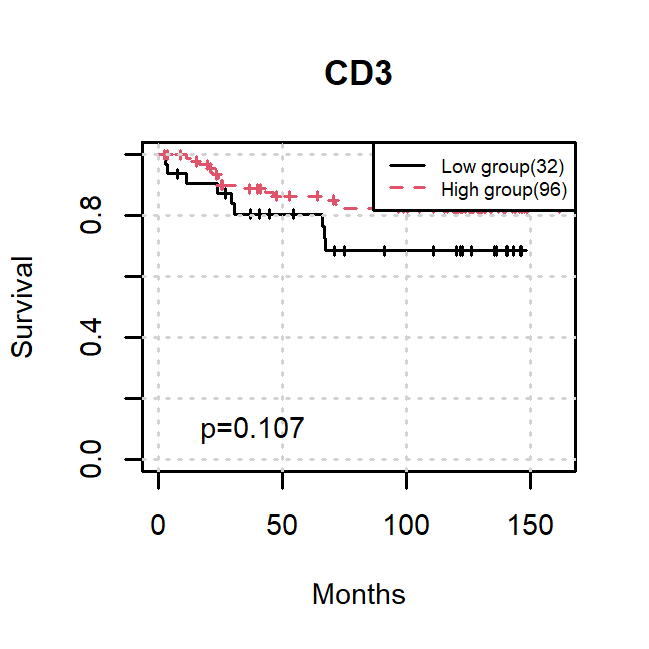 CD3
Low group(32)
High group(96)
Survival
0.8
0.4
0.0
p=0.107
0 50 100 150
Months